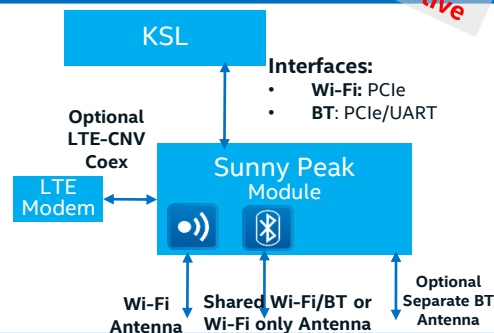 KSL
Interfaces:
• Wi-Fi: PCIe
• BT: PCIe/UART
Optional
LTE-CNV
Coex
Sunny Peak
Module
LTE
Modem
Wi-Fi
Antenna
Shared Wi-Fi/BT or
Wi-Fi only Antenna
Optional
Separate BT
Antenna